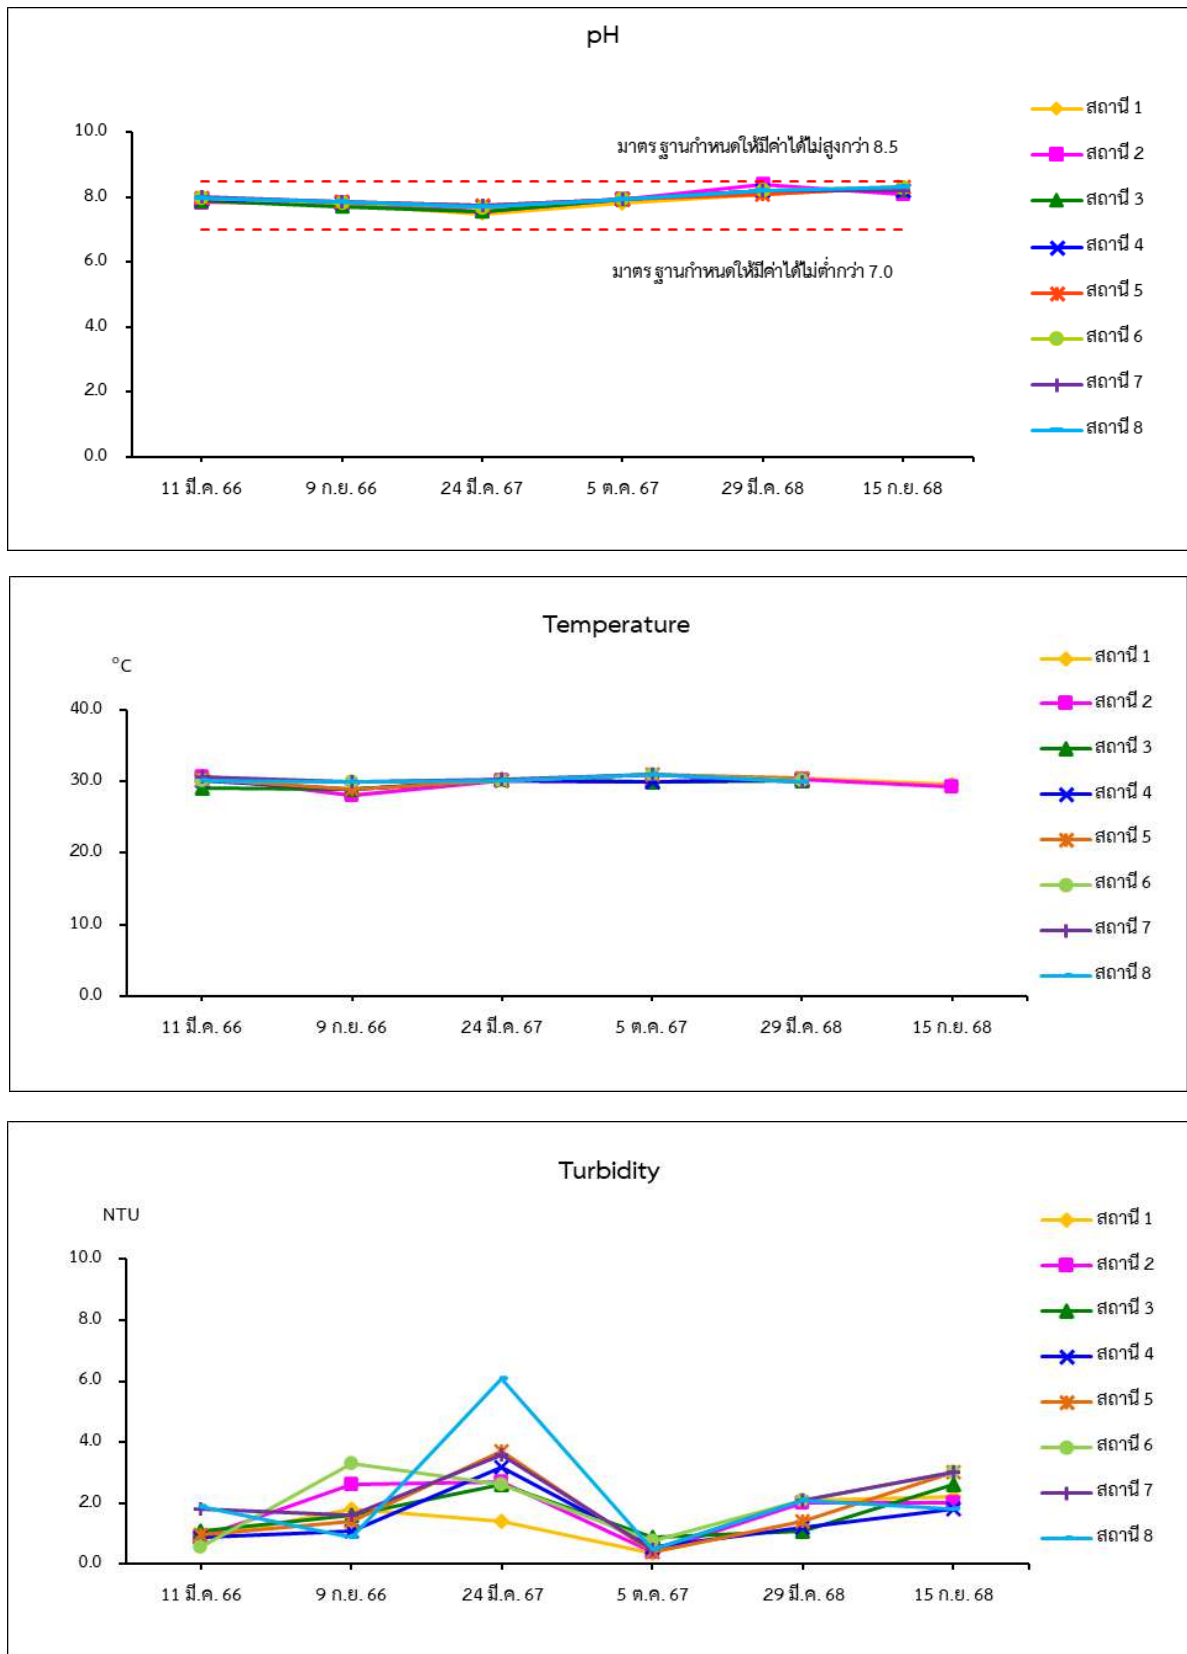 pH
10.0
8.0
6.0
4.0
2.0
0.0
มาตรฐานกำหนดให้มีค่าได้ไม่สูงกว่า 8.5
มาตรฐานกำหนดให้มีค่าได้ไม่ต่ำกว่า 7.0
11 มี.ค. 66
9 ก.ย. 66
24 มี.ค. 67
5 ต.ค. 67
29 มี.ค. 68
15 ก.ย. 68
สถานี 1
สถานี 2
สถานี 3
สถานี 4
สถานี 5
สถานี 6
สถานี 7
สถานี 8
Temperature
°C
40.0
30.0
20.0
10.0
0.0
11 มี.ค. 66
9 ก.ย. 66
24 มี.ค. 67
5 ต.ค. 67
29 มี.ค. 68
15 ก.ย. 68
สถานี 1
สถานี 2
สถานี 3
สถานี 4
สถานี 5
สถานี 6
สถานี 7
สถานี 8
Turbidity
NTU
10.0
8.0
6.0
4.0
2.0
0.0
11 มี.ค. 66
9 ก.ย. 66
24 มี.ค. 67
5 ต.ค. 67
29 มี.ค. 68
15 ก.ย. 68
สถานี 1
สถานี 2
สถานี 3
สถานี 4
สถานี 5
สถานี 6
สถานี 7
สถานี 8